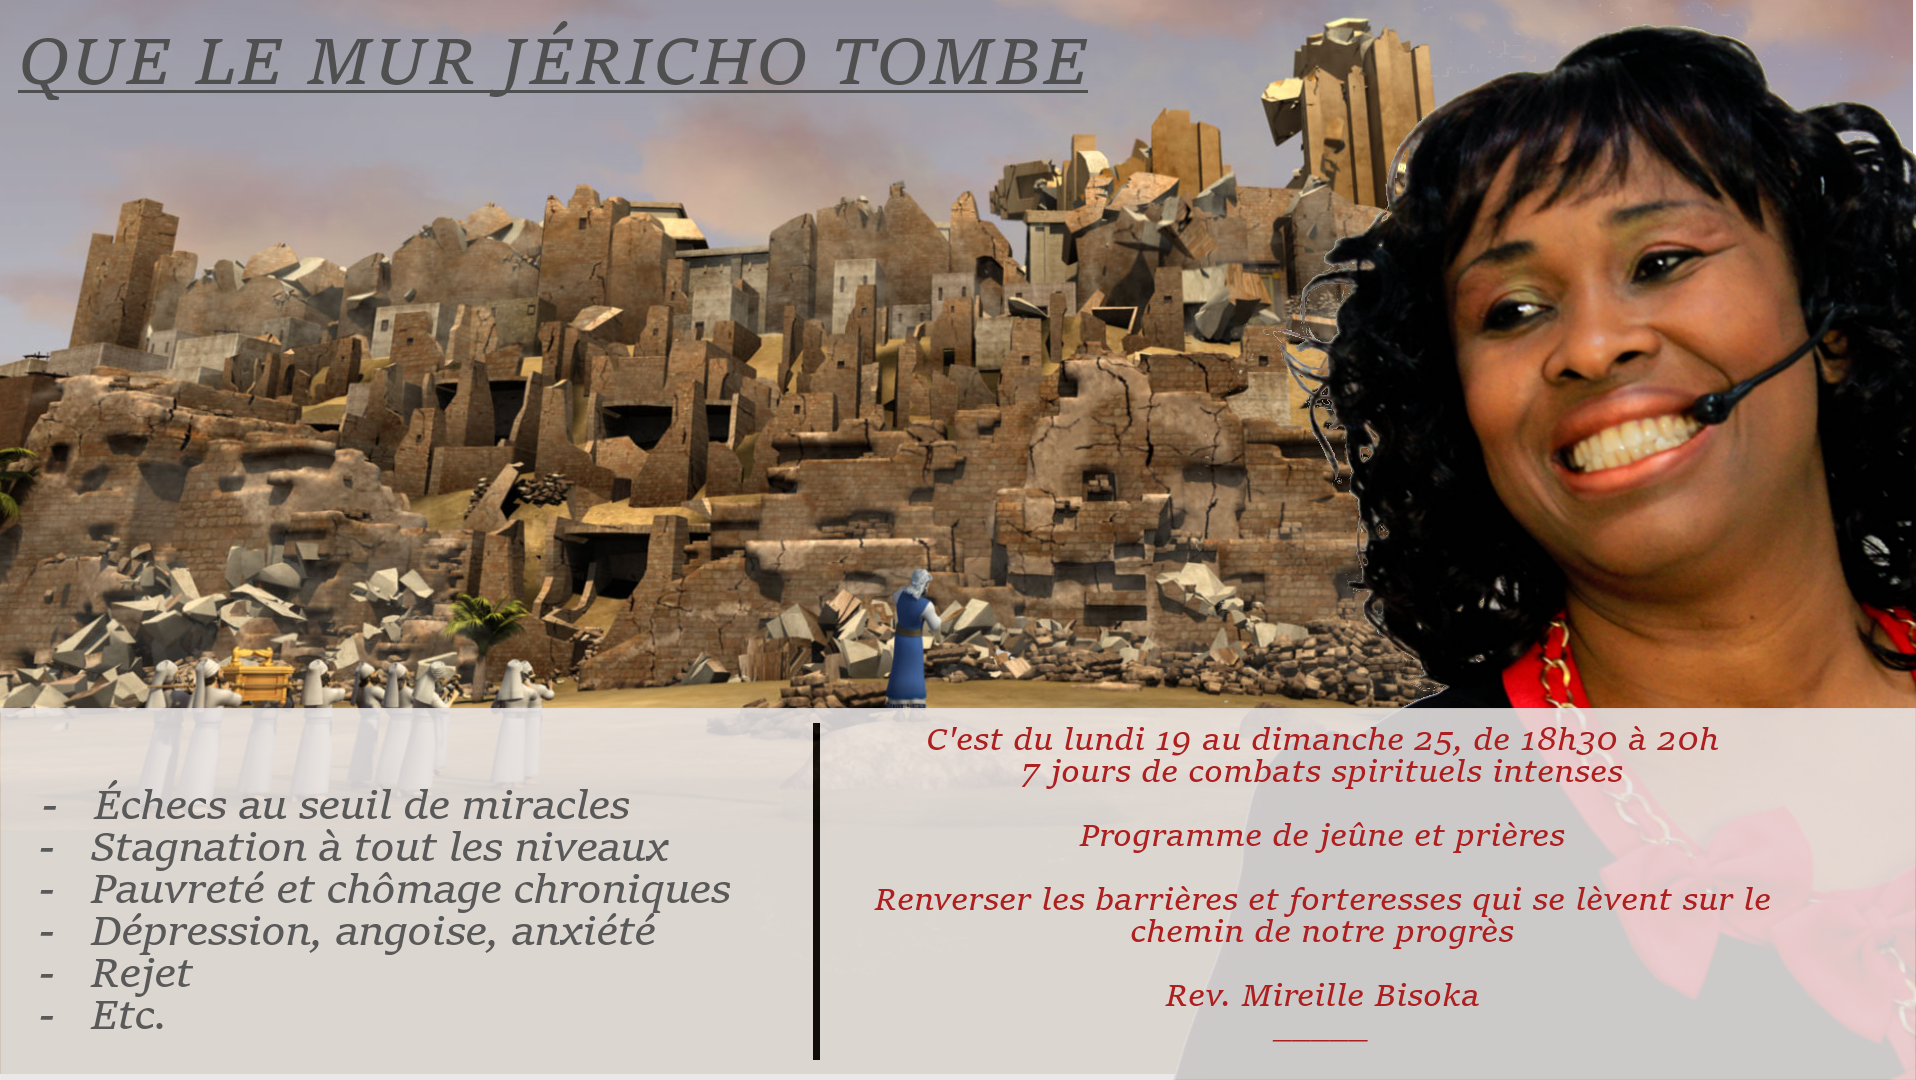 QUE LE MUR JÉRICHO TOMBE
- Échecs au seuil de miracles
- Stagnation à tout les niveaux
- Pauvreté et chômage chroniques
- Dépression, angoise, anxiété
- Rejet
- Etc.
C'est du lundi 19 au dimanche 25, de 18h30 à 20h
7 jours de combats spirituels intenses
Programme de jeûne et prières
Renverser les barrières et forteresses qui se lèvent sur le
chemin de notre progrès
Rev. Mireille Bisoka